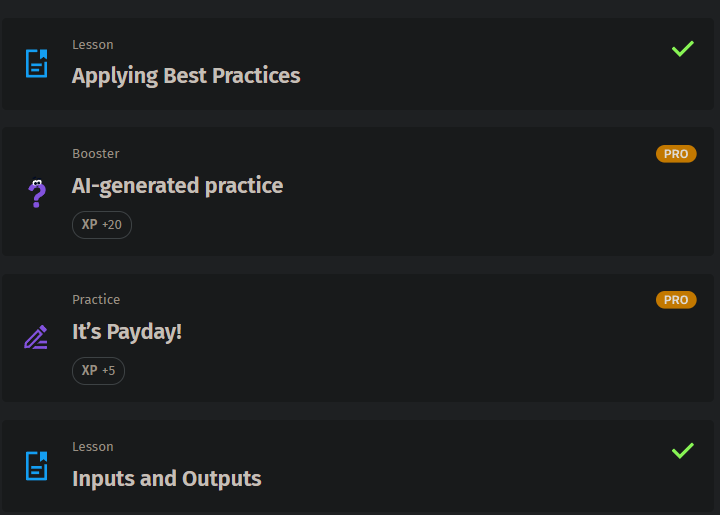 Lesson
Applying Best Practices
Booster
PRO
AI-generated practice
XP +20
Practice
PRO
It’s Payday!
XP +5
Lesson
Inputs and Outputs